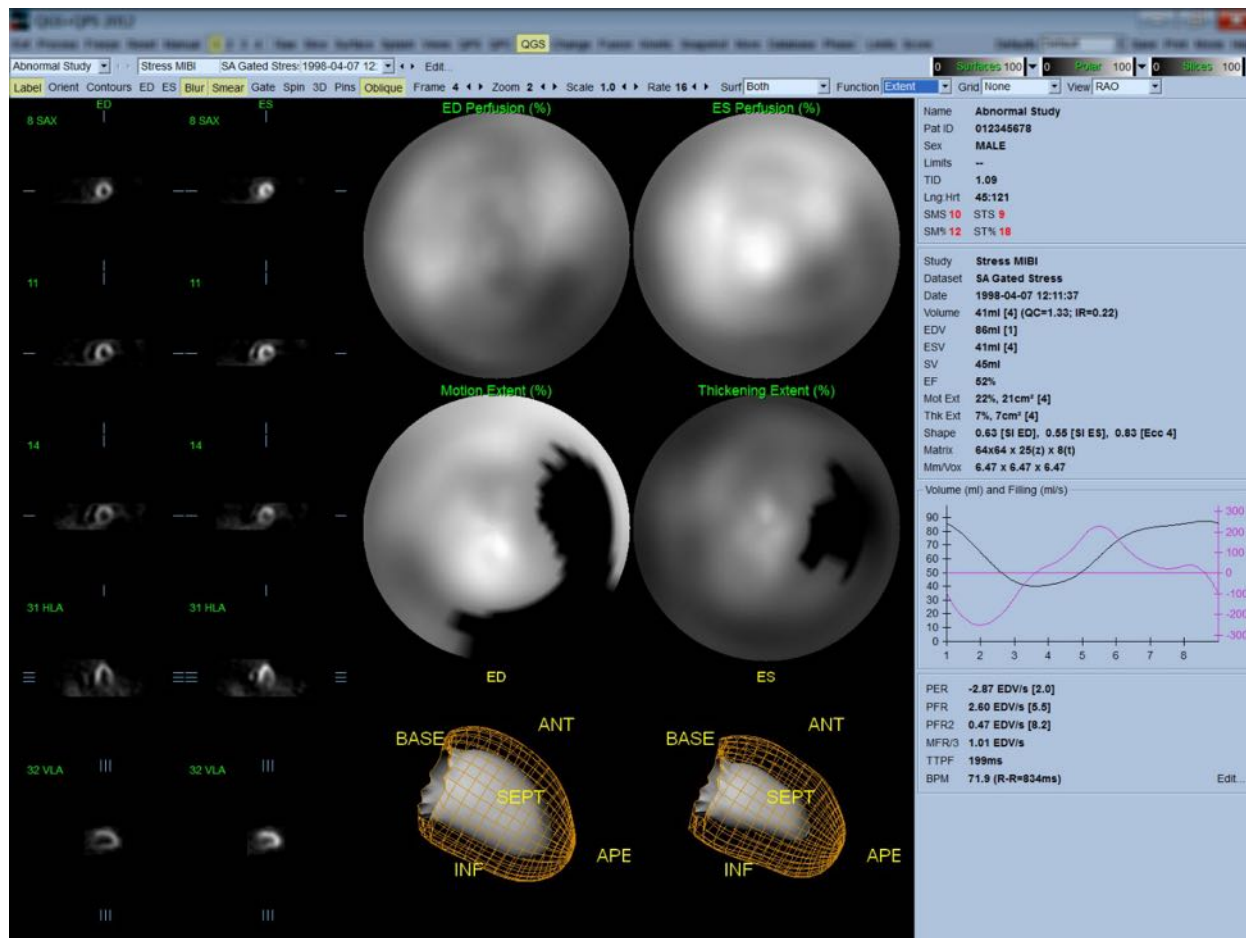 QGS+QPS 2012
QGS
Abnormal Study Stress MIBI SA Gated Stres: 1998-04-07 12: Edit...
0 Surfaces 100 0 Polar 100 0 Slices 100
Label Orient Contours ED ES Blur Smear Gate Spin 3D Pins Oblique Frame 4 Zoom 2 Scale 1.0 Rate 16 Surf Both Function Extent Grid None View RAO
ED ES
8 SAX 8 SAX
11 11
14 14
31 HLA 31 HLA
32 VLA 32 VLA
ED Perfusion (%) ES Perfusion (%)
Motion Extent (%) Thickening Extent (%)
ED ES
BASE ANT SEPT INF APE
BASE ANT SEPT INF APE
Name Abnormal Study
Pat ID 012345678
Sex MALE
Limits --
TID 1.09
Lng:Hrt 45:121
SMS 10 STS 9
SM% 12 ST% 18
Study Stress MIBI
Dataset SA Gated Stress
Date 1998-04-07 12:11:37
Volume 41ml [4] (QC=1.33; IR=0.22)
EDV 86ml [1]
ESV 41ml [4]
SV 45ml
EF 52%
Mot Ext 22%, 21cm² [4]
Thk Ext 7%, 7cm² [4]
Shape 0.63 [SI ED], 0.55 [SI ES], 0.83 [Ecc 4]
Matrix 64x64 x 25(z) x 8(t)
Mm/Vox 6.47 x 6.47 x 6.47
Volume (ml) and Filling (ml/s)
90
80
70
60
50
40
30
20
10
0
300
200
100
0
-100
-200
-300
1 2 3 4 5 6 7 8
PER -2.87 EDV/s [2.0]
PFR 2.60 EDV/s [5.5]
PFR2 0.47 EDV/s [8.2]
MFR/3 1.01 EDV/s
TTPF 199ms
BPM 71.9 (R-R=834ms) Edit...